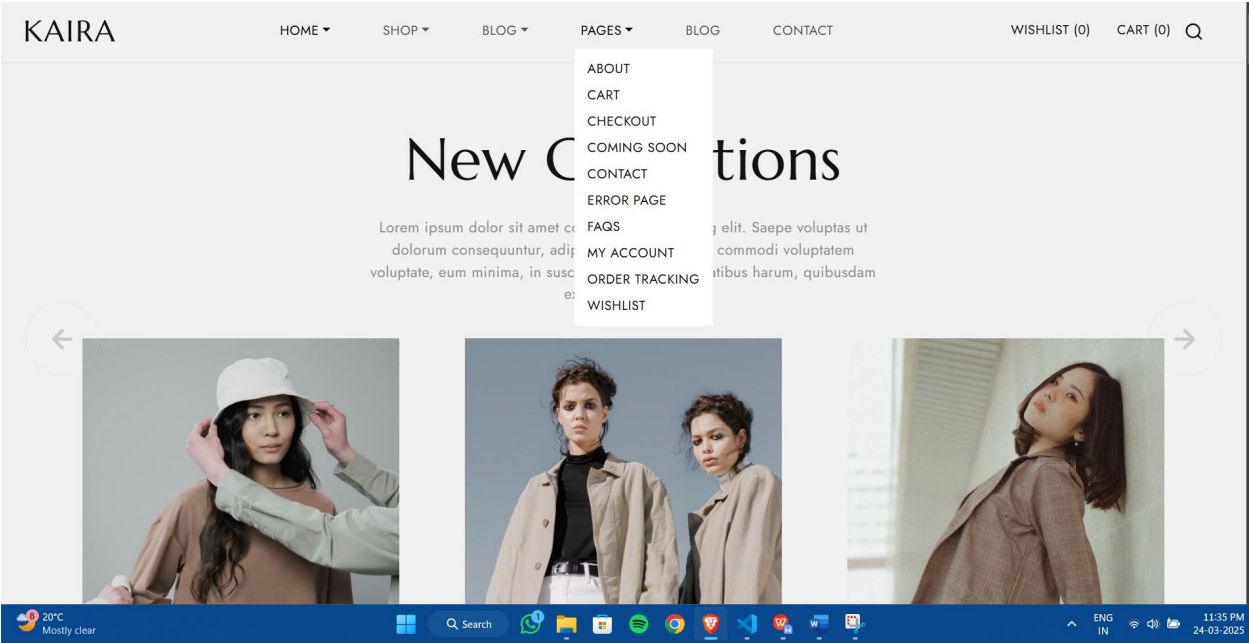 KAIRA HOME SHOP BLOG PAGES BLOG CONTACT WISHLIST (0) CART (0)
ABOUT
CART
CHECKOUT
COMING SOON
CONTACT
ERROR PAGE
FAQS
MY ACCOUNT
ORDER TRACKING
WISHLIST
New C tions
Lorem ipsum dolor sit amet co g elit. Saepe voluptas ut
dolorum consequuntur, adip commodi voluptatem
voluptate, eum minima, in susc atibus harum, quibusdam
ex
8 20°C
Mostly clear
Search
1
W
ENG
IN
11:35 PM
24-03-2025